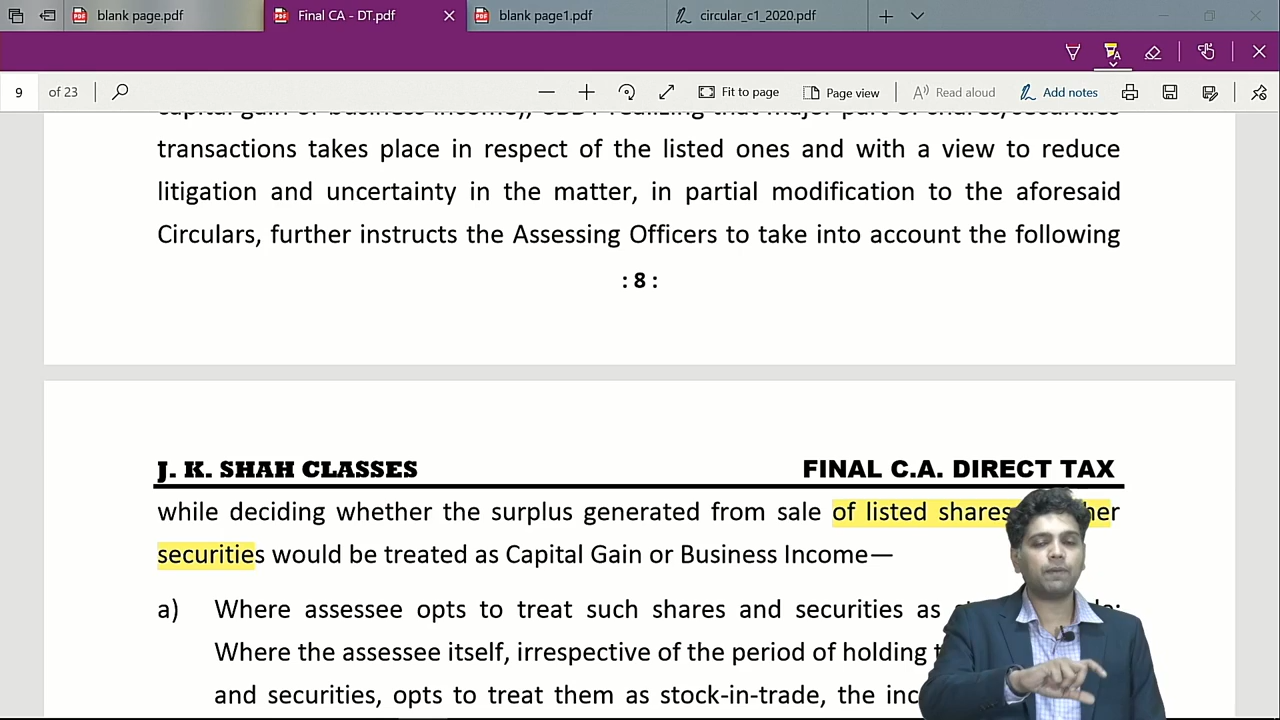 blank page.pdf
Final CA - DT.pdf
blank page1.pdf
circular_c1_2020.pdf
9 of 23
Fit to page
Page view
Read aloud
Add notes
transactions takes place in respect of the listed ones and with a view to reduce
litigation and uncertainty in the matter, in partial modification to the aforesaid
Circulars, further instructs the Assessing Officers to take into account the following
: 8 :
J. K. SHAH CLASSES
FINAL C.A. DIRECT TAX
while deciding whether the surplus generated from sale of listed shares
securities would be treated as Capital Gain or Business Income—
a) Where assessee opts to treat such shares and securities as
Where the assessee itself, irrespective of the period of holding
and securities, opts to treat them as stock-in-trade, the